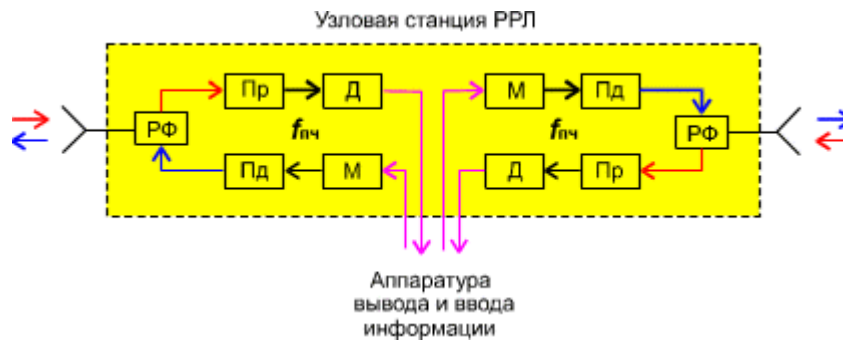 Узловая станция РРЛ
Пр Д М Пд
РФ fпч fпч РФ
Пд М Д Пр
Аппаратура
вывода и ввода
информации